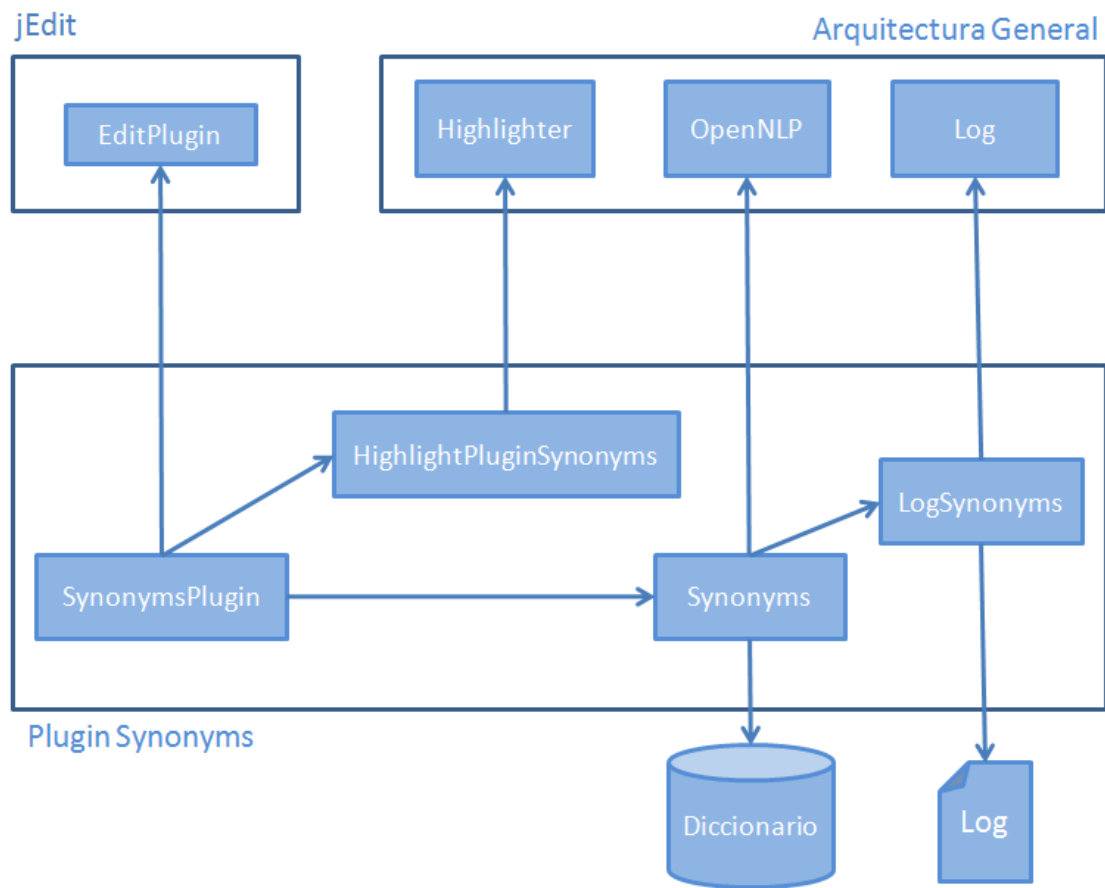 jEdit
Arquitectura General
EditPlugin
Highlighter
OpenNLP
Log
HighlightPluginSynonyms
LogSynonyms
SynonymsPlugin
Synonyms
Plugin Synonyms
Diccionario
Log